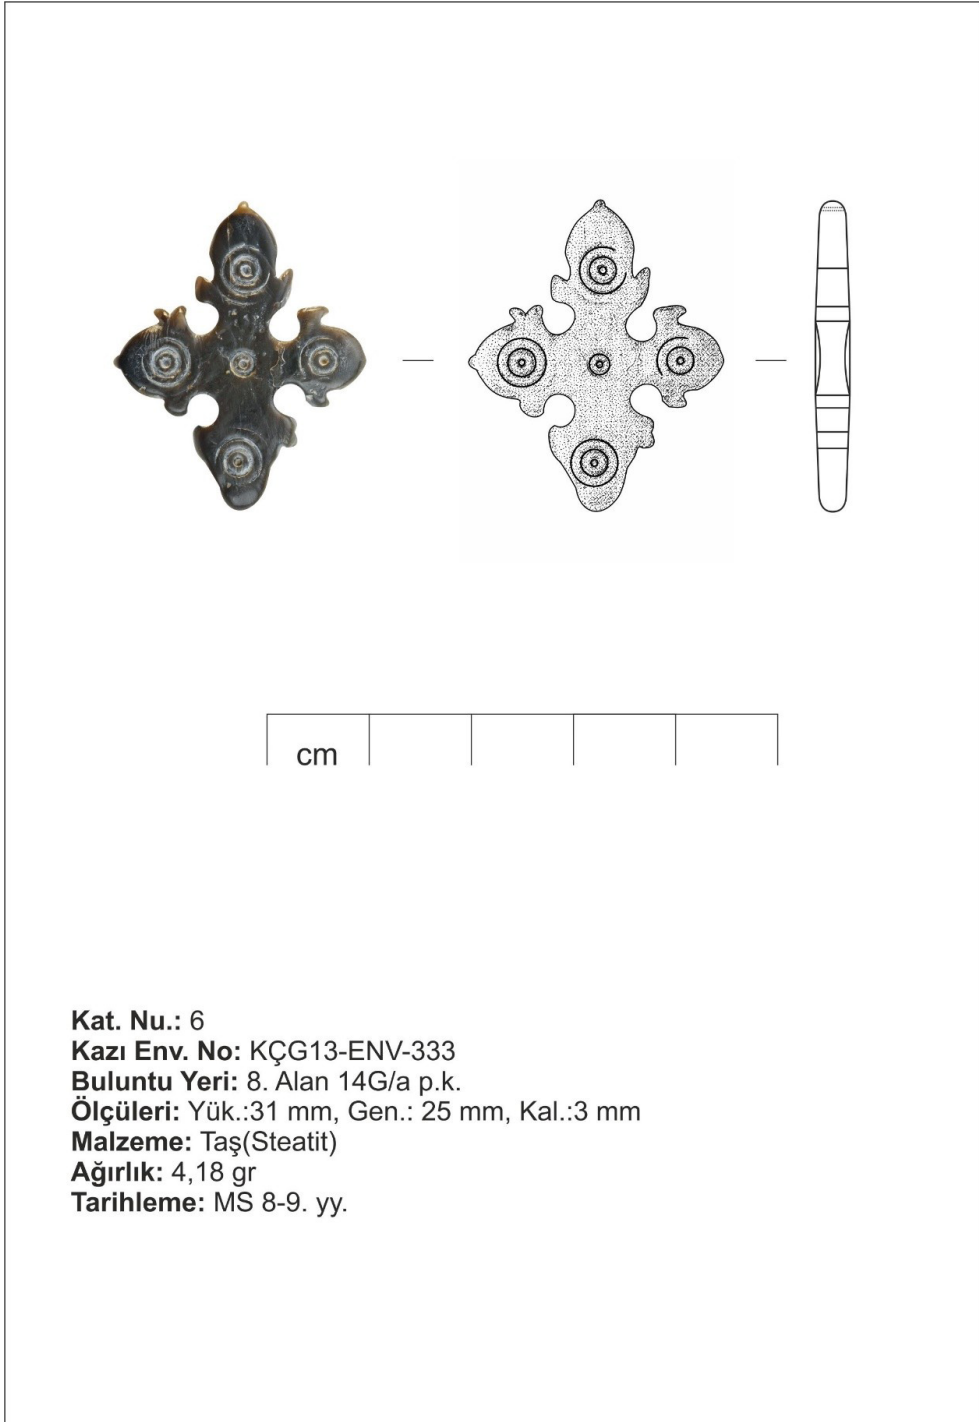 cm
Kat. Nu.: 6
Kazı Env. No: KÇG13-ENV-333
Buluntu Yeri: 8. Alan 14G/a p.k.
Ölçüleri: Yük.:31 mm, Gen.: 25 mm, Kal.:3 mm
Malzeme: Taş(Steatit)
Ağırlık: 4,18 gr
Tarihleme: MS 8-9. yy.